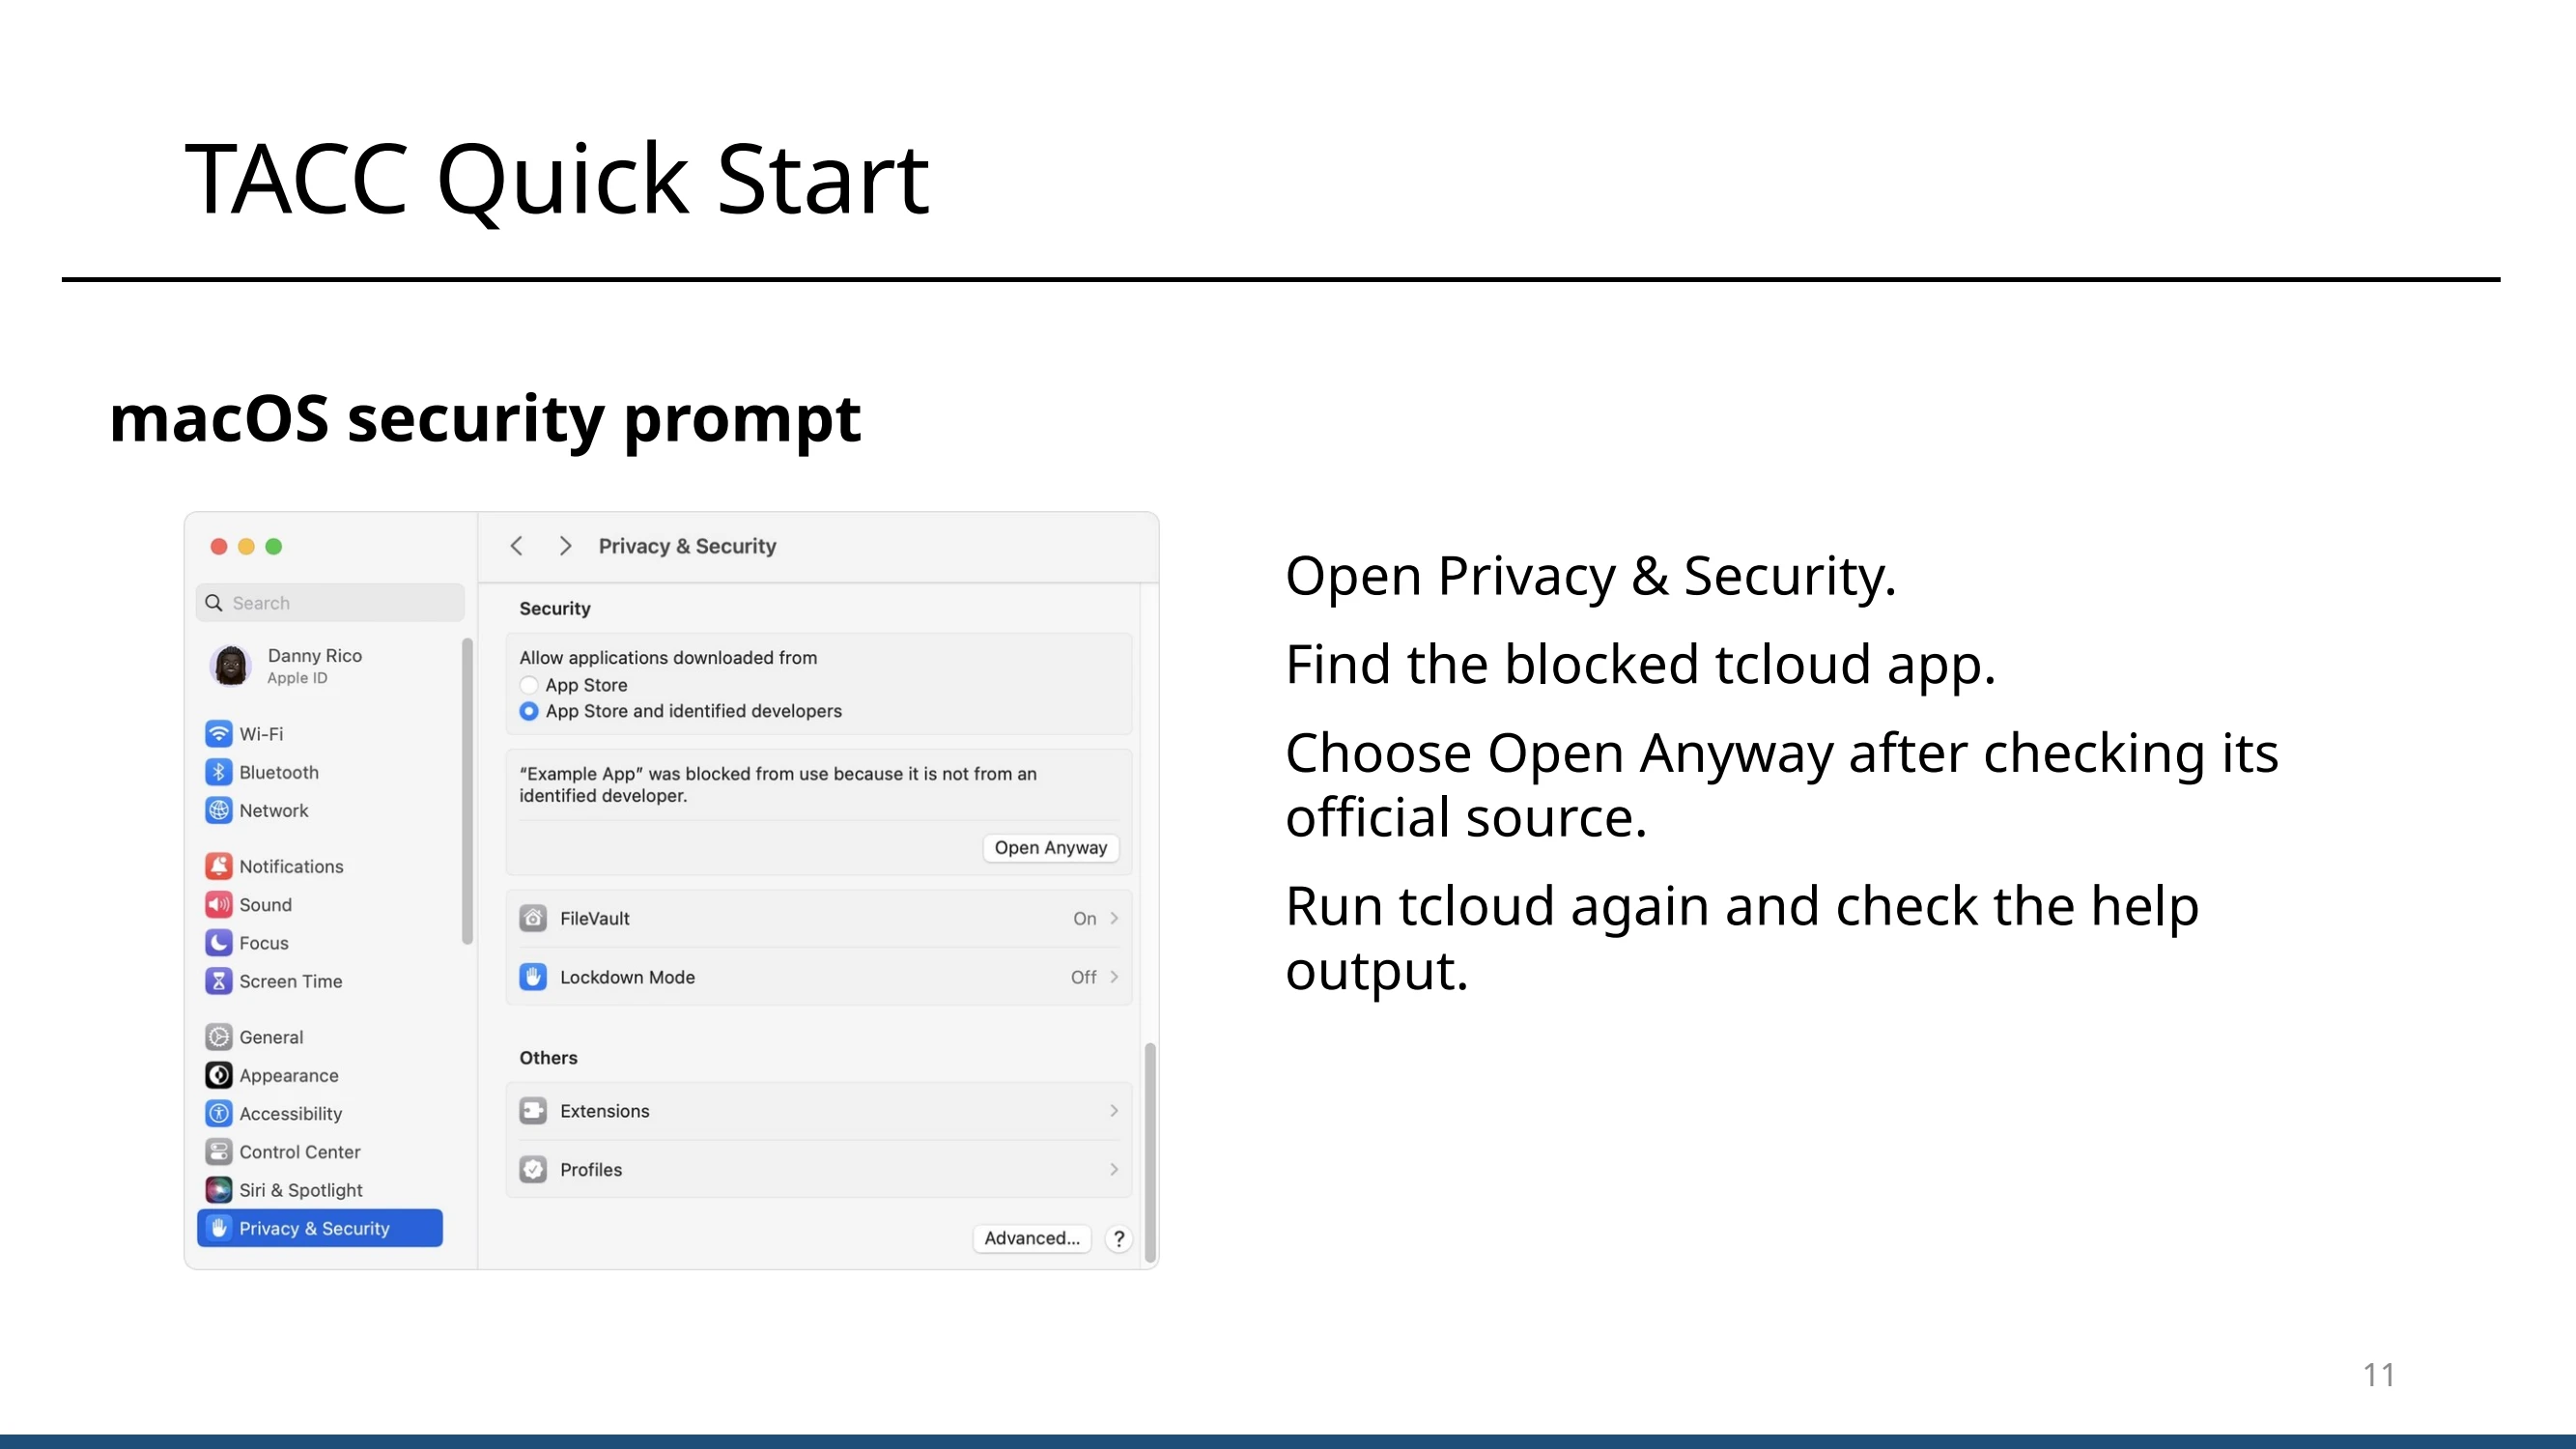 TACC Quick Start
macOS security prompt
Privacy & Security
Search
Danny Rico
Apple ID
Wi-Fi
Bluetooth
Network
Notifications
Sound
Focus
Screen Time
General
Appearance
Accessibility
Control Center
Siri & Spotlight
Privacy & Security
Security
Allow applications downloaded from
App Store
App Store and identified developers
“Example App” was blocked from use because it is not from an
identified developer.
Open Anyway
FileVault On
Lockdown Mode Off
Others
Extensions
Profiles
Advanced... ?
Open Privacy & Security.
Find the blocked tcloud app.
Choose Open Anyway after checking its
official source.
Run tcloud again and check the help
output.
11